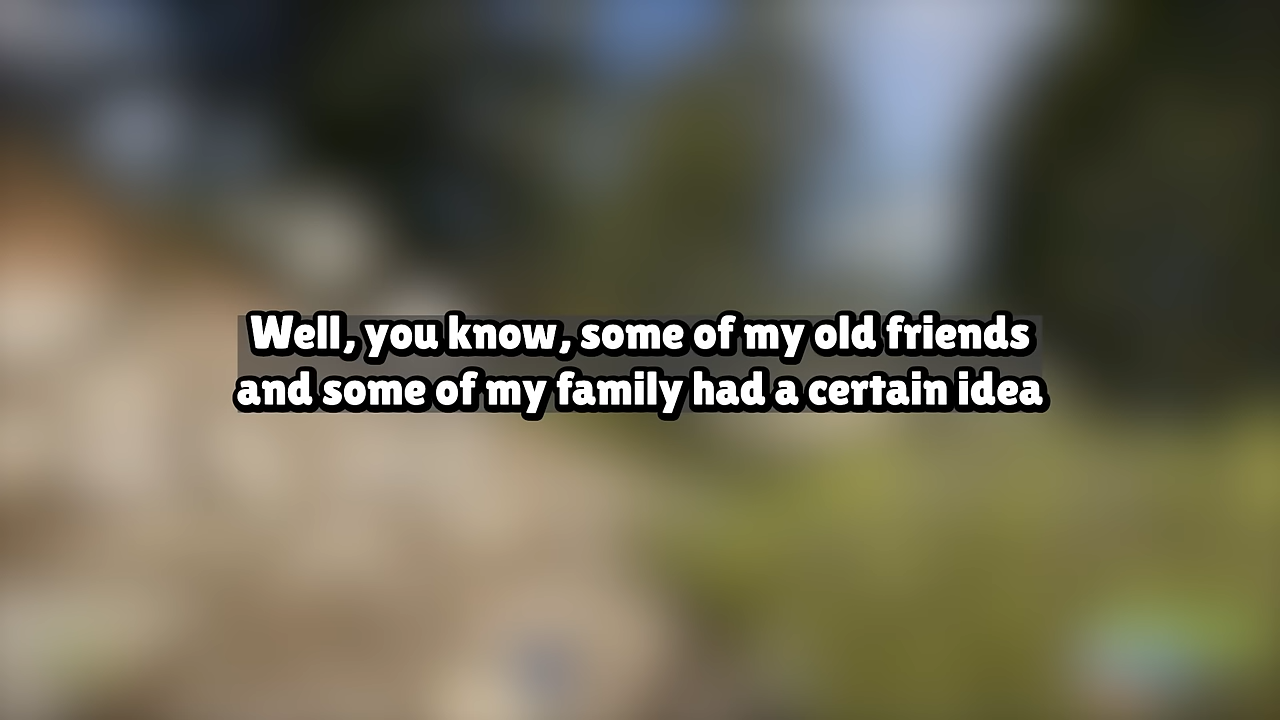 Well, you know, some of my old friends
and some of my family had a certain idea